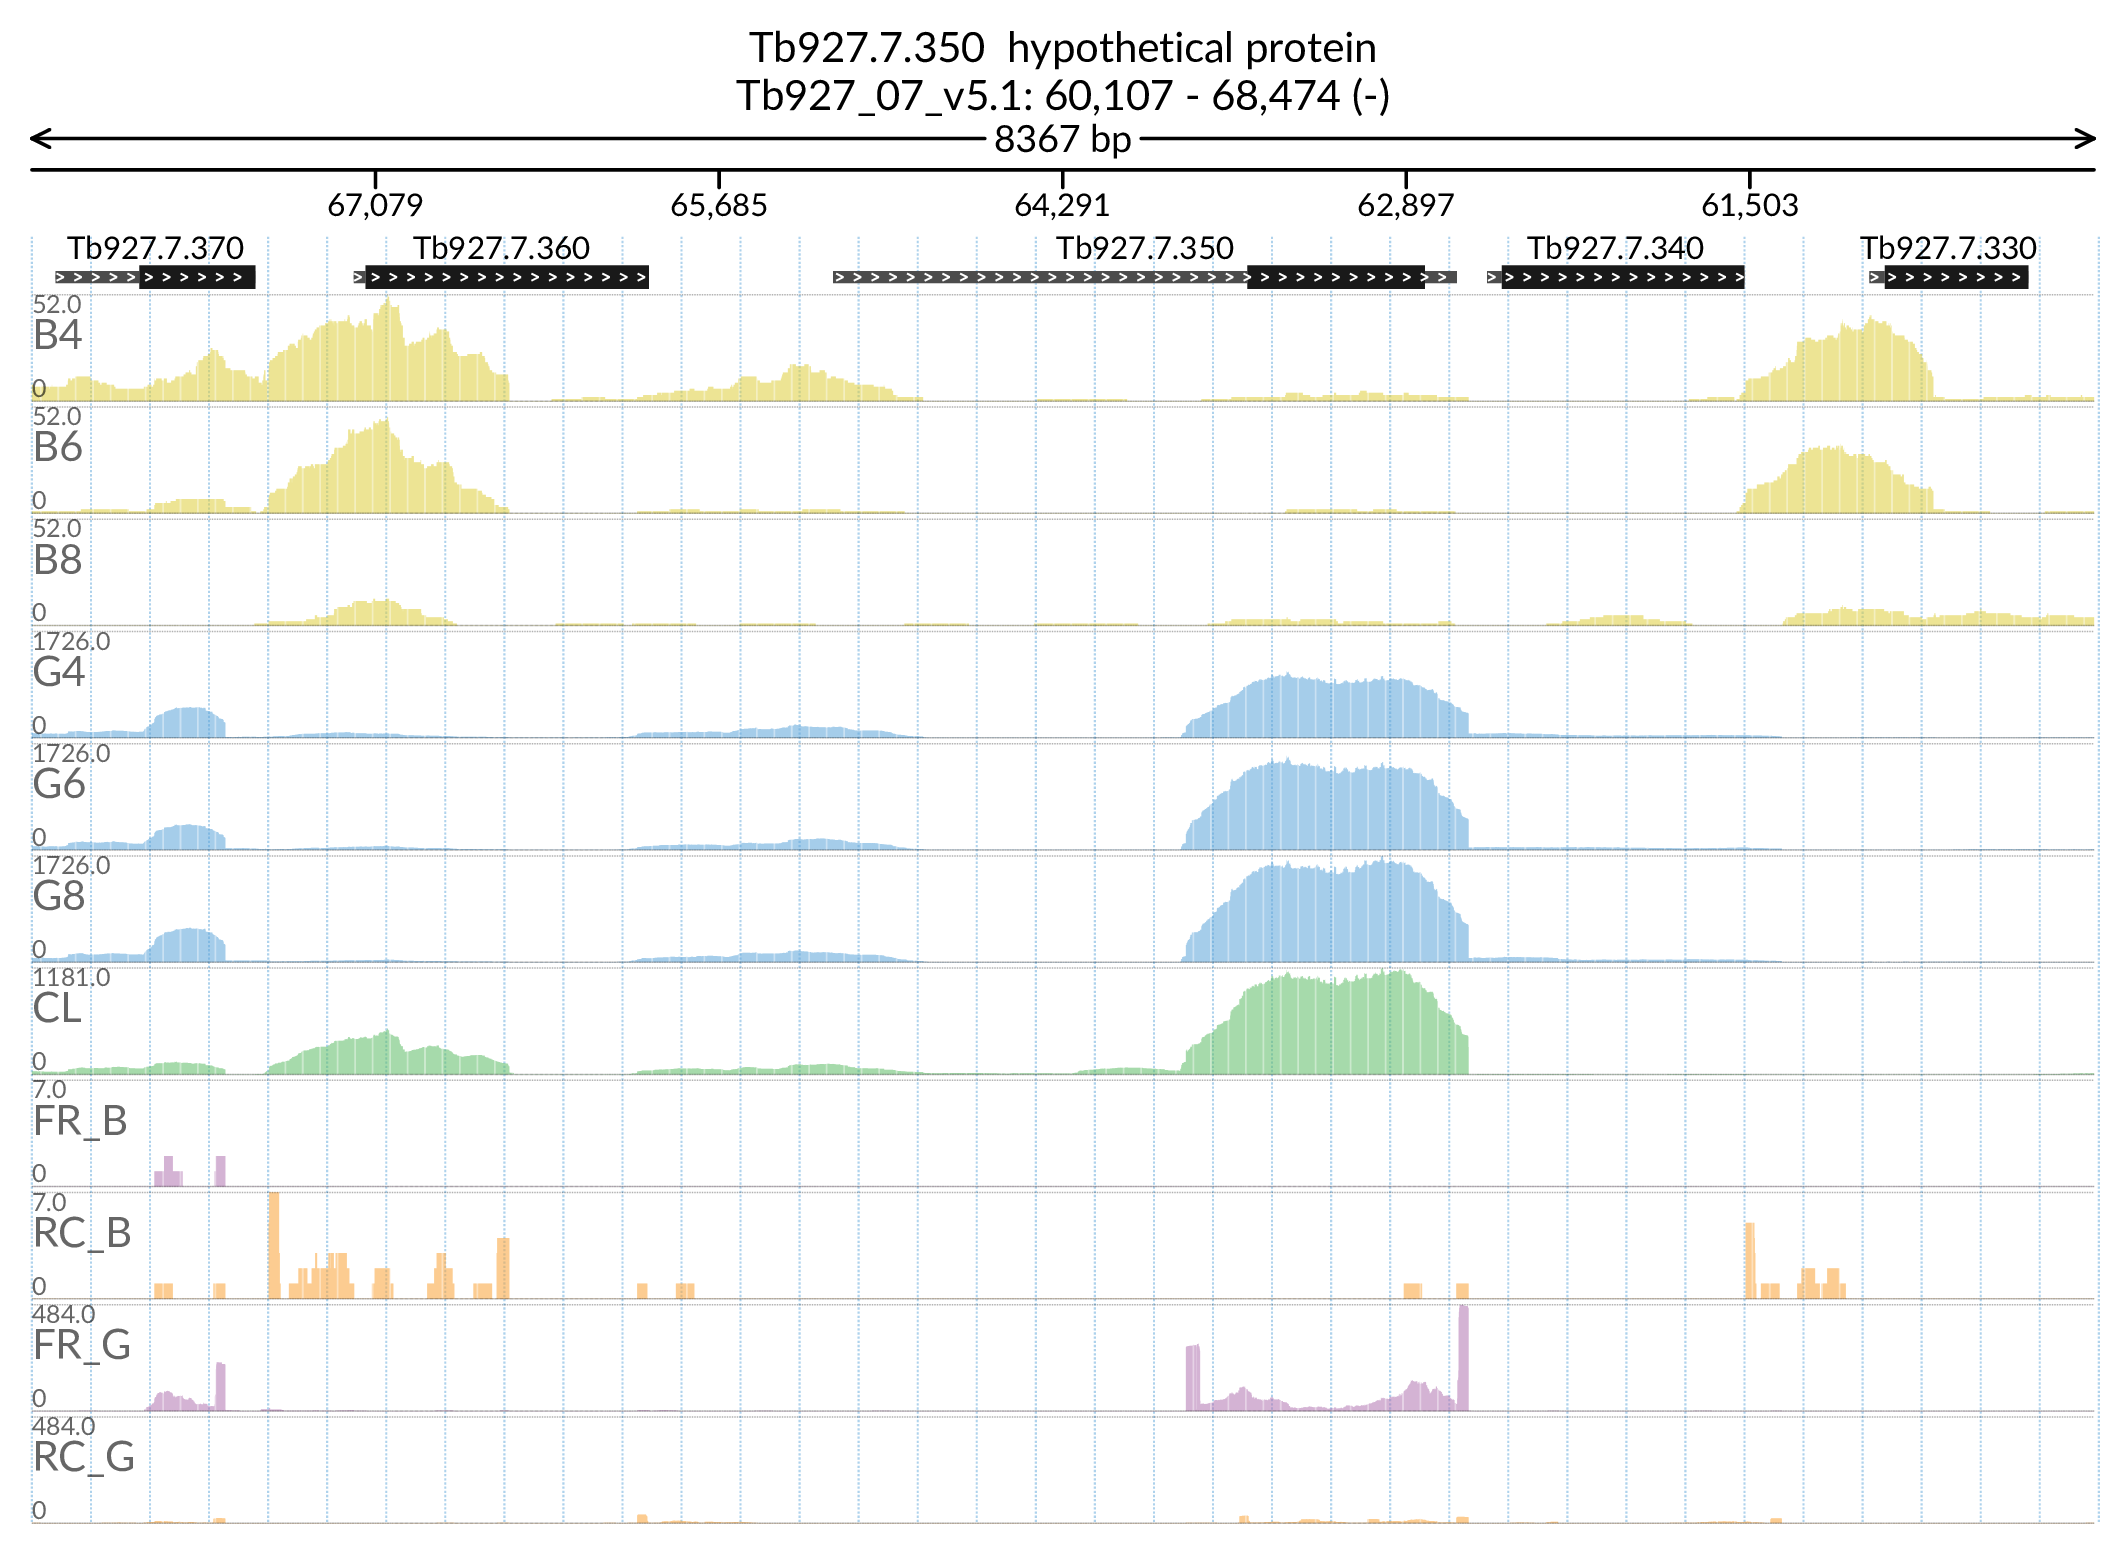 Tb927.7.350  hypothetical protein
Tb927_07_v5.1: 60,107 - 68,474 (-)
8367 bp
67,079 65,685 64,291 62,897 61,503
Tb927.7.370 Tb927.7.360 Tb927.7.350 Tb927.7.340 Tb927.7.330
52.0
B4
0
52.0
B6
0
52.0
B8
0
1726.0
G4
0
1726.0
G6
0
1726.0
G8
0
1181.0
CL
0
7.0
FR_B
0
7.0
RC_B
0
484.0
FR_G
0
484.0
RC_G
0